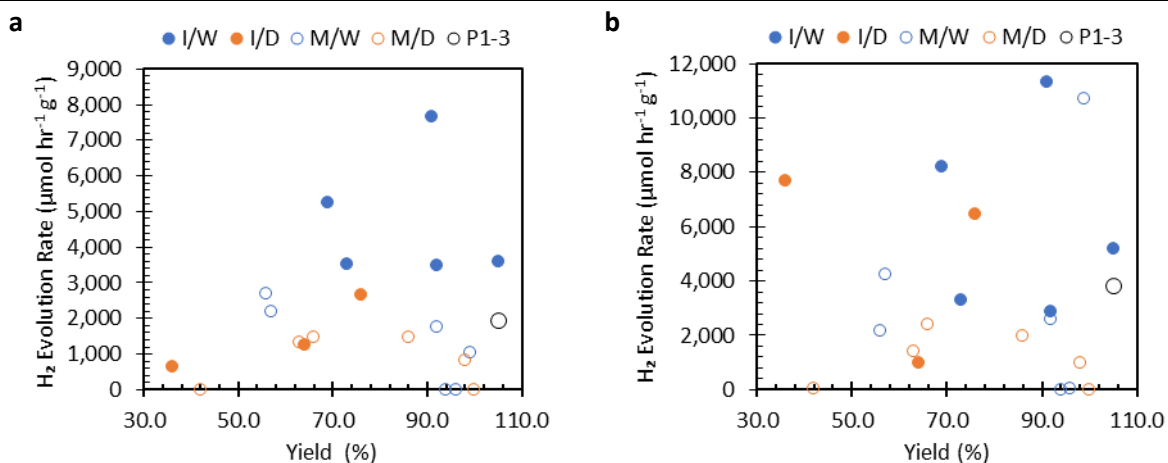 a
I/W I/D M/W M/D P1-3
H₂ Evolution Rate (µmol hr⁻¹ g⁻¹)
9,000
8,000
7,000
6,000
5,000
4,000
3,000
2,000
1,000
0
30.0 50.0 70.0 90.0 110.0
Yield (%)
b
I/W I/D M/W M/D P1-3
H₂ Evolution Rate (µmol hr⁻¹ g⁻¹)
12,000
10,000
8,000
6,000
4,000
2,000
0
30.0 50.0 70.0 90.0 110.0
Yield (%)